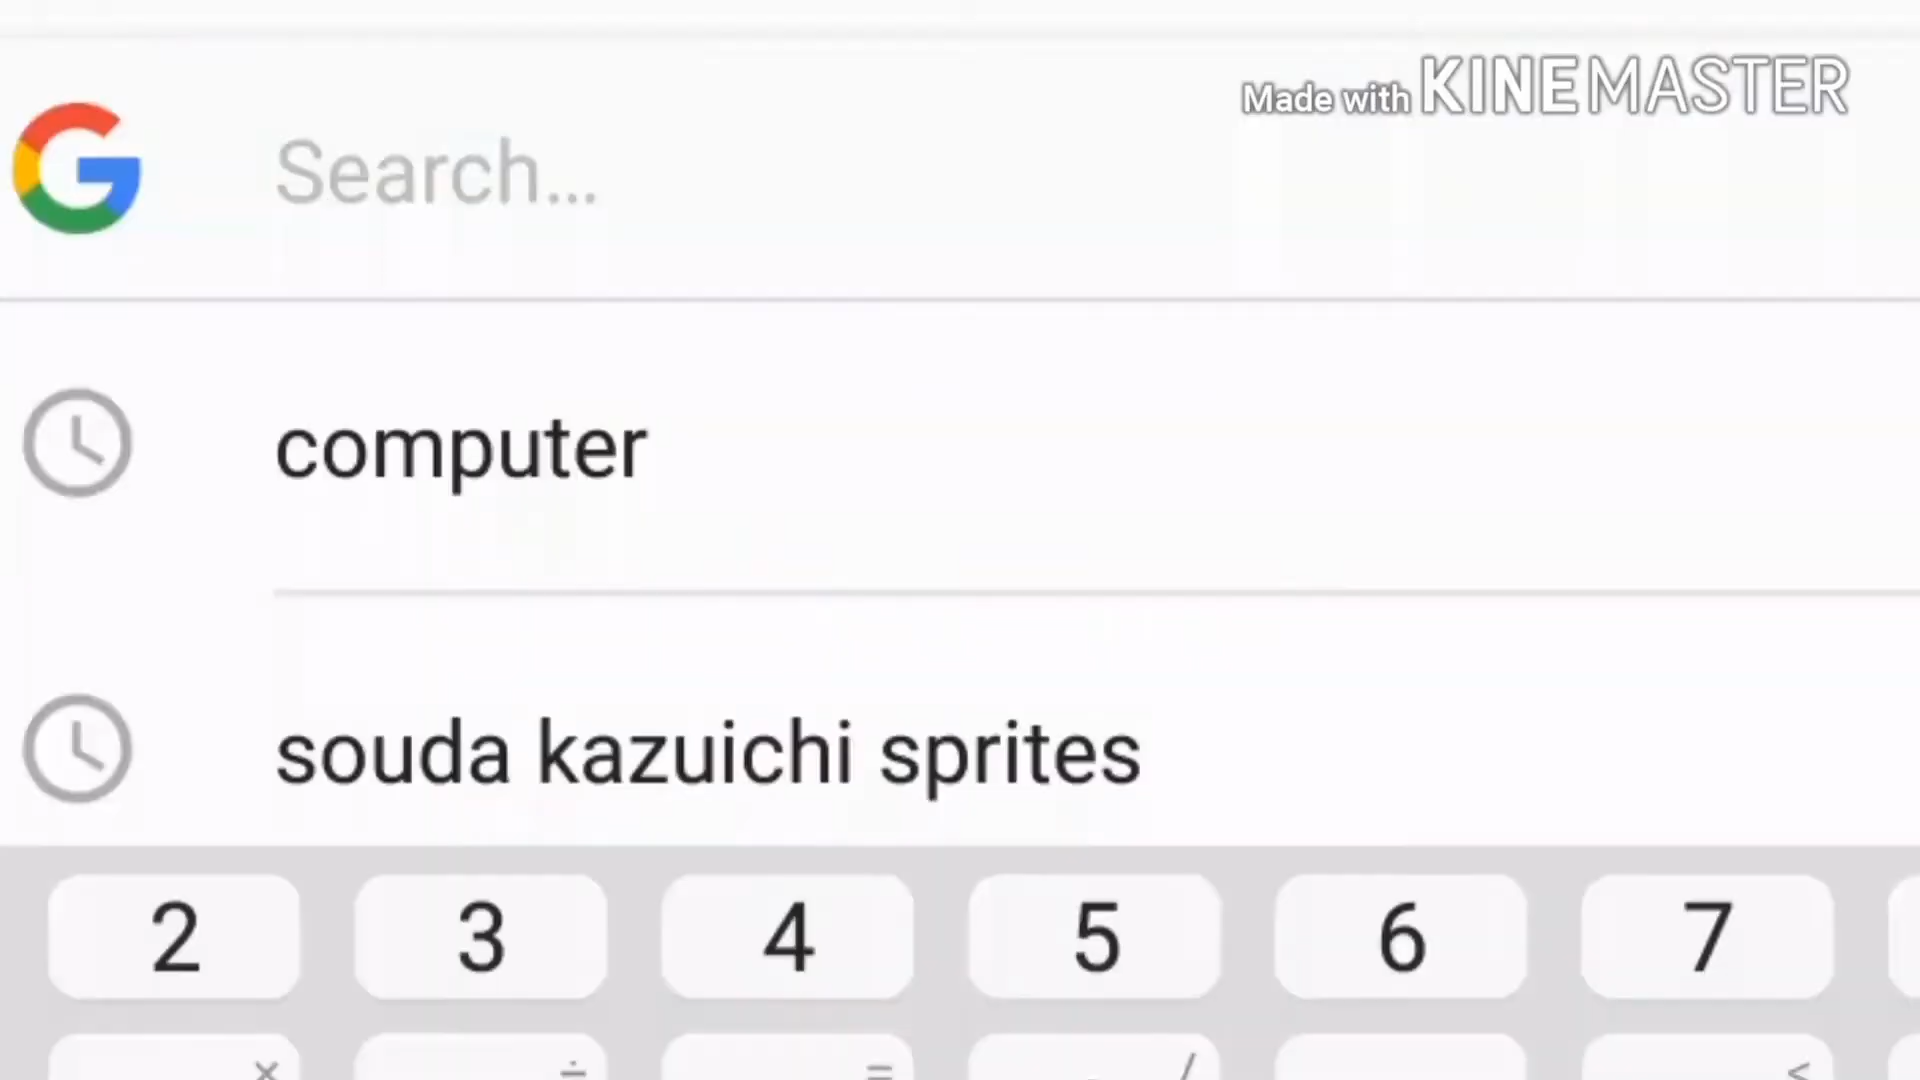 Made with KINEMASTER
G Search...
computer
souda kazuichi sprites
2 3 4 5 6 7
× ÷ = / <